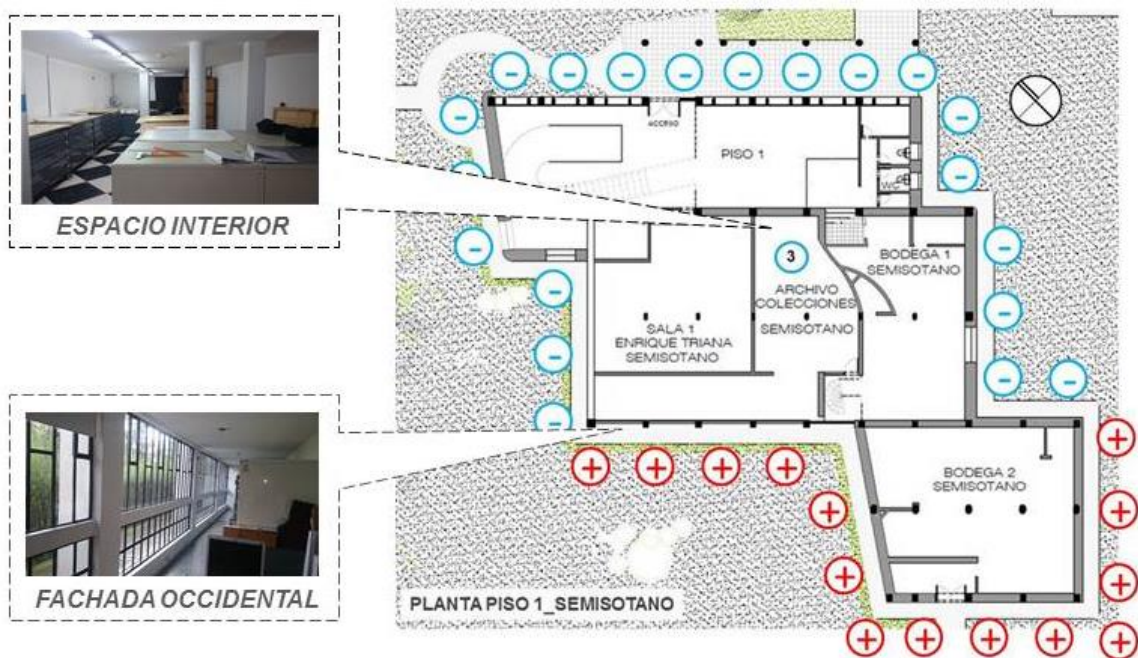 ESPACIO INTERIOR
FACHADA OCCIDENTAL
ACCESO
PISO 1
WC
3
ARCHIVO
COLECCIONES
SEMISOTANO
BODEGA 1
SEMISOTANO
SALA 1
ENRIQUE TRIANA
SEMISOTANO
BODEGA 2
SEMISOTANO
PLANTA PISO 1_SEMISOTANO